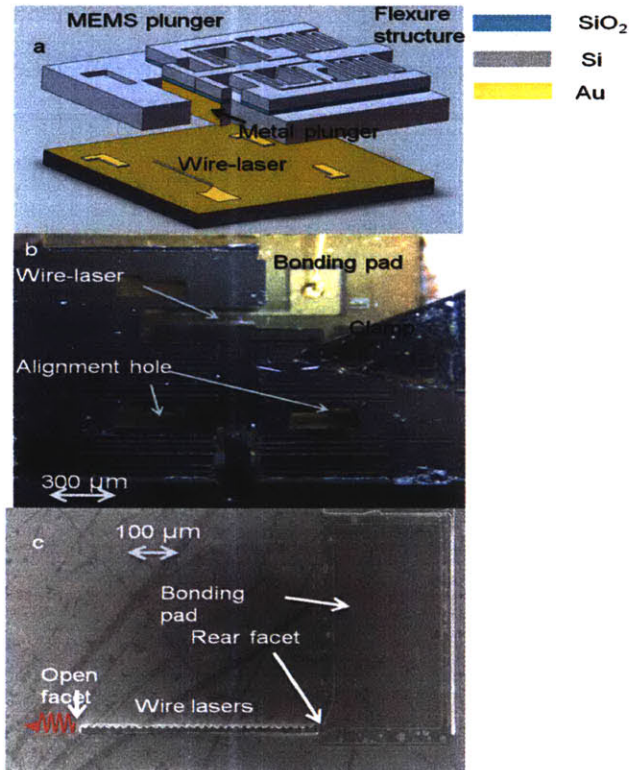 MEMS plunger
Flexure
structure
a
Metal plunger
Wire-laser
SiO₂
Si
Au
b
Wire-laser
Bonding pad
Clamp
Alignment hole
300 µm
c
100 µm
Bonding
pad
Rear facet
Open
facet
Wire lasers